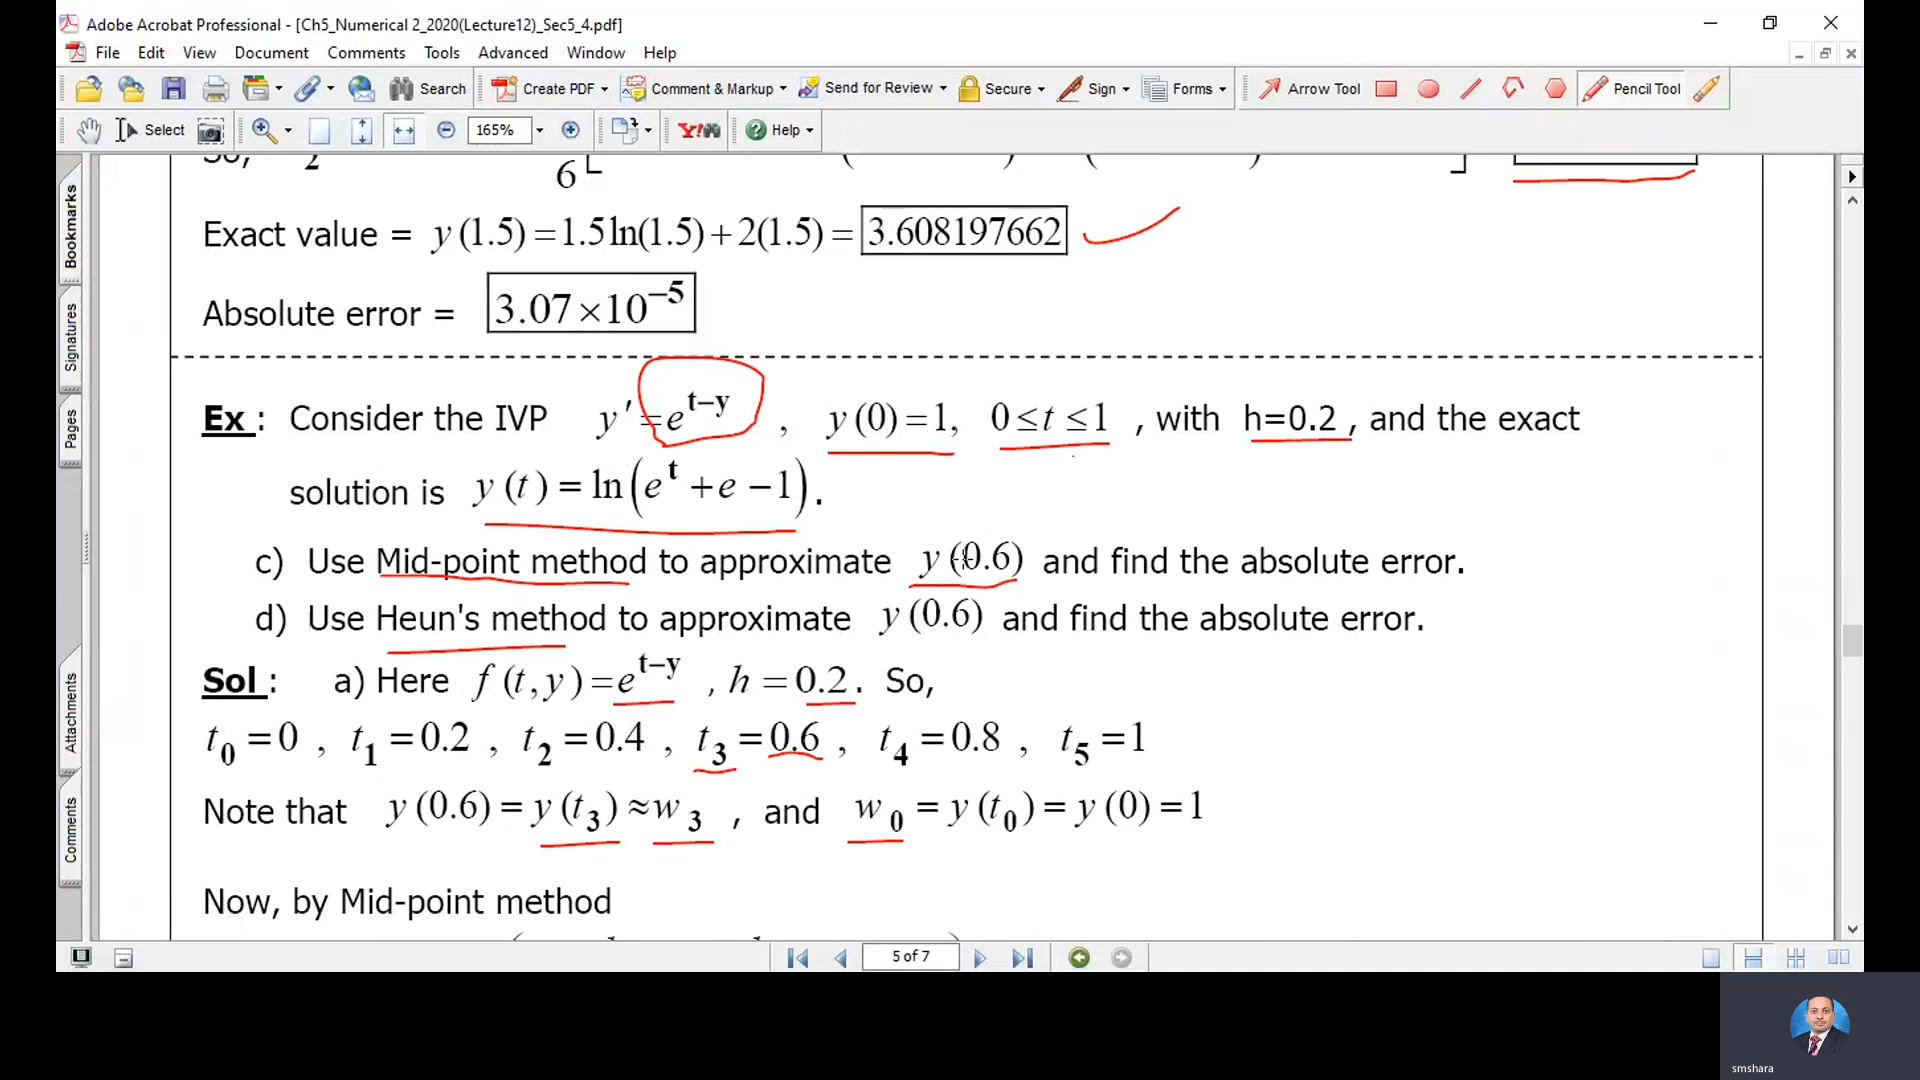 Adobe Acrobat Professional - [Ch5_Numerical 2_2020(Lecture12)_Sec5_4.pdf]
File Edit View Document Comments Tools Advanced Window Help
Search Create PDF Comment & Markup Send for Review Secure Sign Forms Arrow Tool Pencil Tool
Select 165% Y! Help
Bookmarks
Signatures
Pages
Attachments
Comments
So, 2 6
Exact value = y(1.5) = 1.5 ln(1.5) + 2(1.5) = 3.608197662
Absolute error = 3.07 × 10^−5
Ex : Consider the IVP y′ = e^t−y , y(0) = 1, 0 ≤ t ≤ 1 , with h=0.2 , and the exact
solution is y(t) = ln(e^t + e − 1).
c) Use Mid-point method to approximate y(0.6) and find the absolute error.
d) Use Heun's method to approximate y(0.6) and find the absolute error.
Sol : a) Here f(t, y) = e^t−y , h = 0.2. So,
t₀ = 0 , t₁ = 0.2 , t₂ = 0.4 , t₃ = 0.6 , t₄ = 0.8 , t₅ = 1
Note that y(0.6) = y(t₃) ≈ w₃ , and w₀ = y(t₀) = y(0) = 1
Now, by Mid-point method
5 of 7
smshara